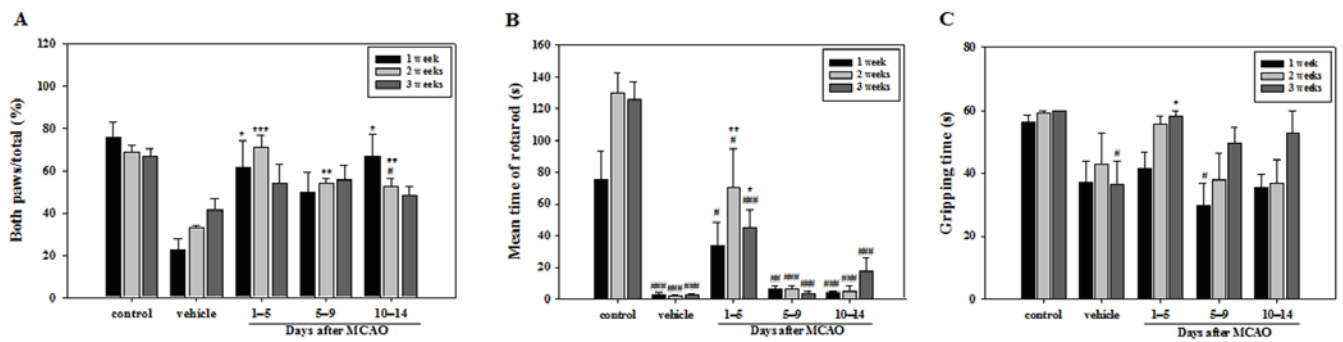 A
Both paws/total (%)
120
100
80
60
40
20
0
1 week
2 weeks
3 weeks
*
***
**
*
**
#
control
vehicle
1–5
5–9
10–14
Days after MCAO
B
Mean time of rotarod (s)
160
140
120
100
80
60
40
20
0
1 week
2 weeks
3 weeks
###
###
###
#
**
#
*
###
##
###
###
###
###
###
control
vehicle
1–5
5–9
10–14
Days after MCAO
C
Gripping time (s)
80
60
40
20
0
1 week
2 weeks
3 weeks
#
*
#
control
vehicle
1–5
5–9
10–14
Days after MCAO